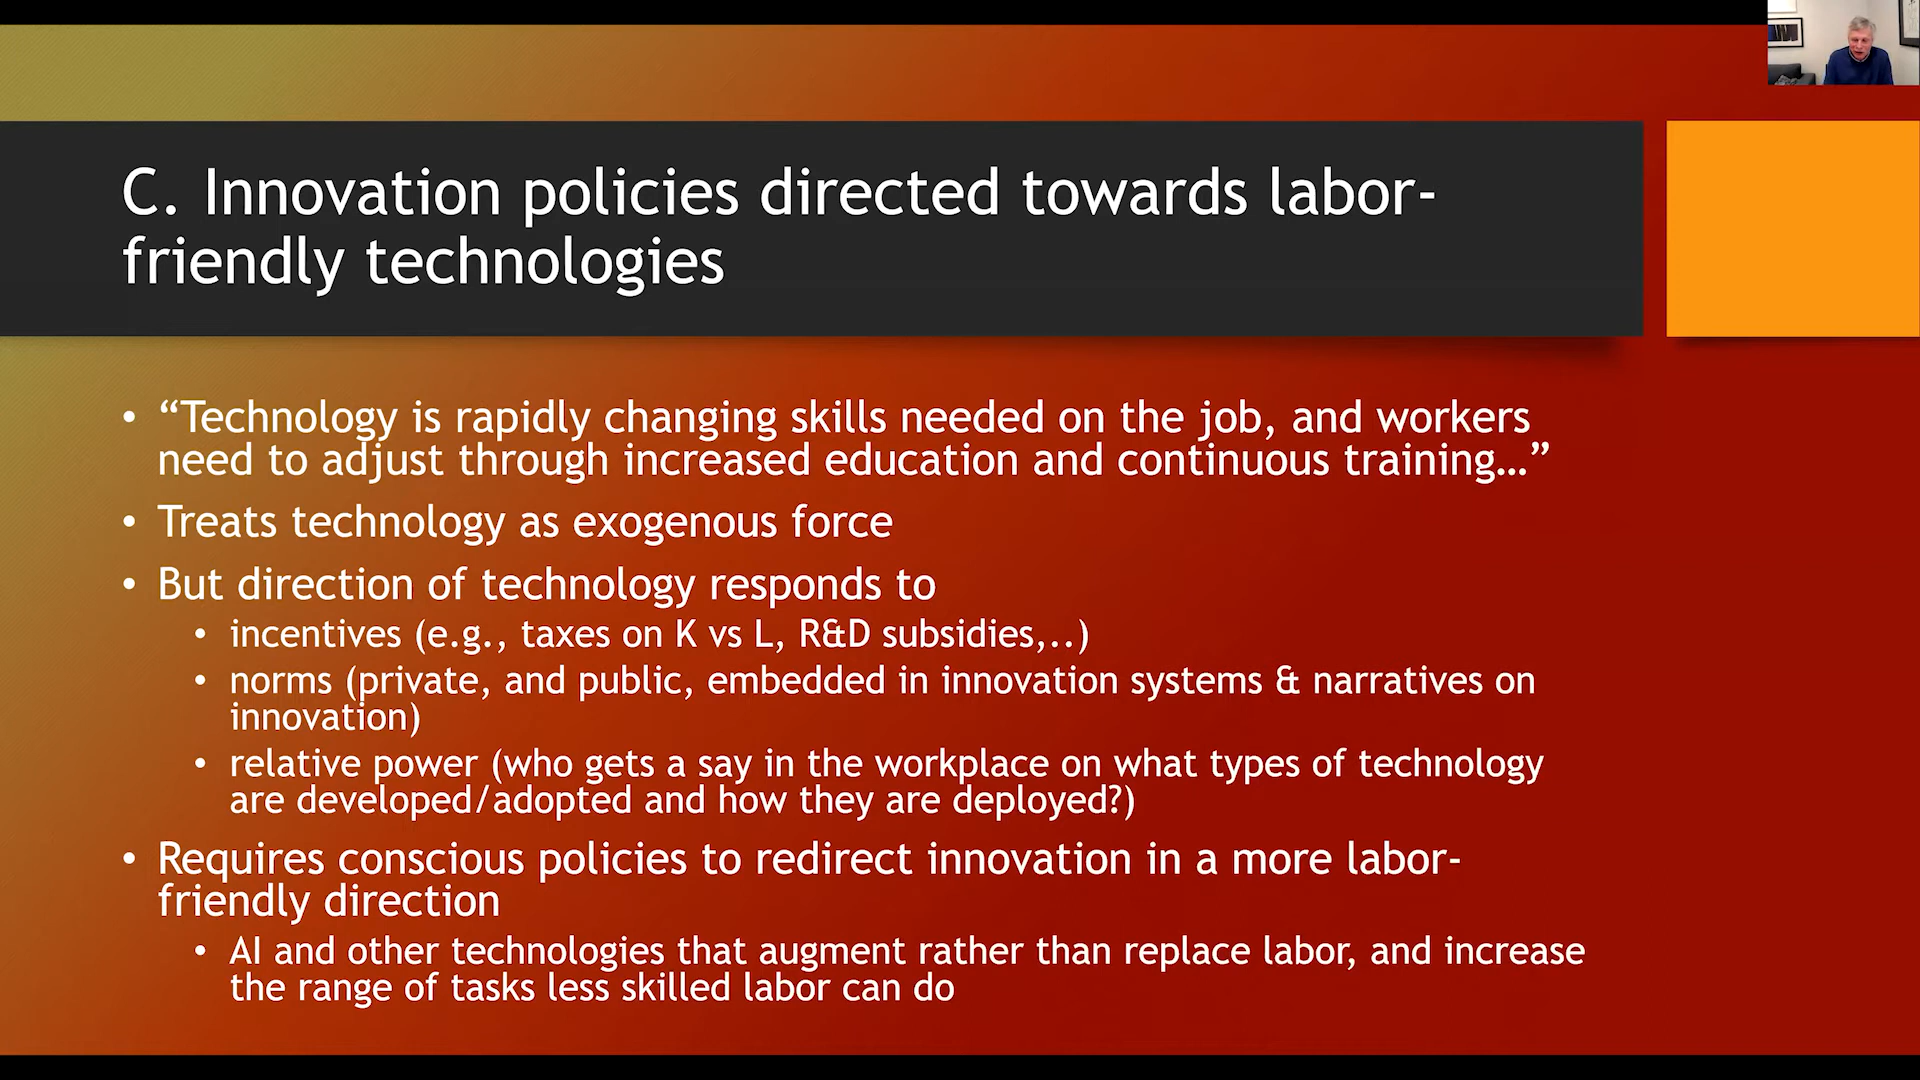 C. Innovation policies directed towards labor-
friendly technologies
• “Technology is rapidly changing skills needed on the job, and workers
need to adjust through increased education and continuous training…”
• Treats technology as exogenous force
• But direction of technology responds to
• incentives (e.g., taxes on K vs L, R&D subsidies,..)
• norms (private, and public, embedded in innovation systems & narratives on
innovation)
• relative power (who gets a say in the workplace on what types of technology
are developed/adopted and how they are deployed?)
• Requires conscious policies to redirect innovation in a more labor-
friendly direction
• AI and other technologies that augment rather than replace labor, and increase
the range of tasks less skilled labor can do